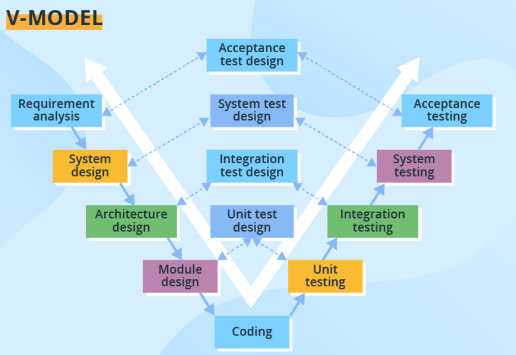 V-MODEL
Acceptance
test design
Requirement
analysis
System test
design
Acceptance
testing
System
design
Integration
test design
System
testing
Architecture
design
Unit test
design
Integration
testing
Module
design
Unit
testing
Coding